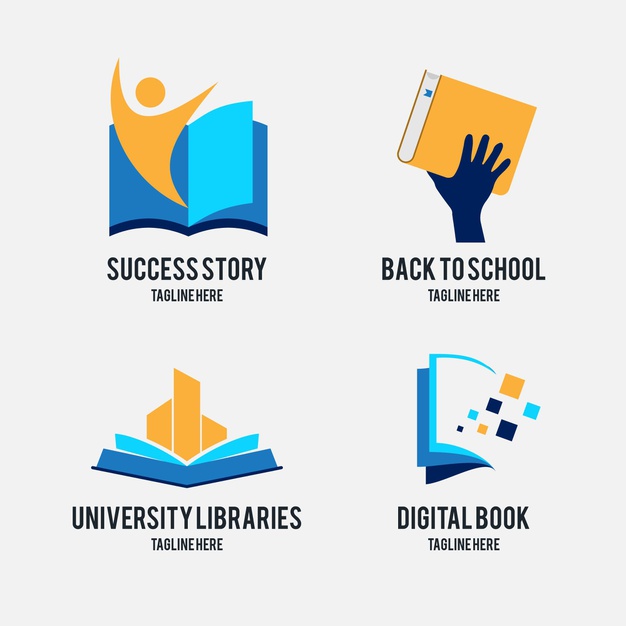 SUCCESS STORY
TAGLINE HERE
BACK TO SCHOOL
TAGLINE HERE
UNIVERSITY LIBRARIES
TAGLINE HERE
DIGITAL BOOK
TAGLINE HERE